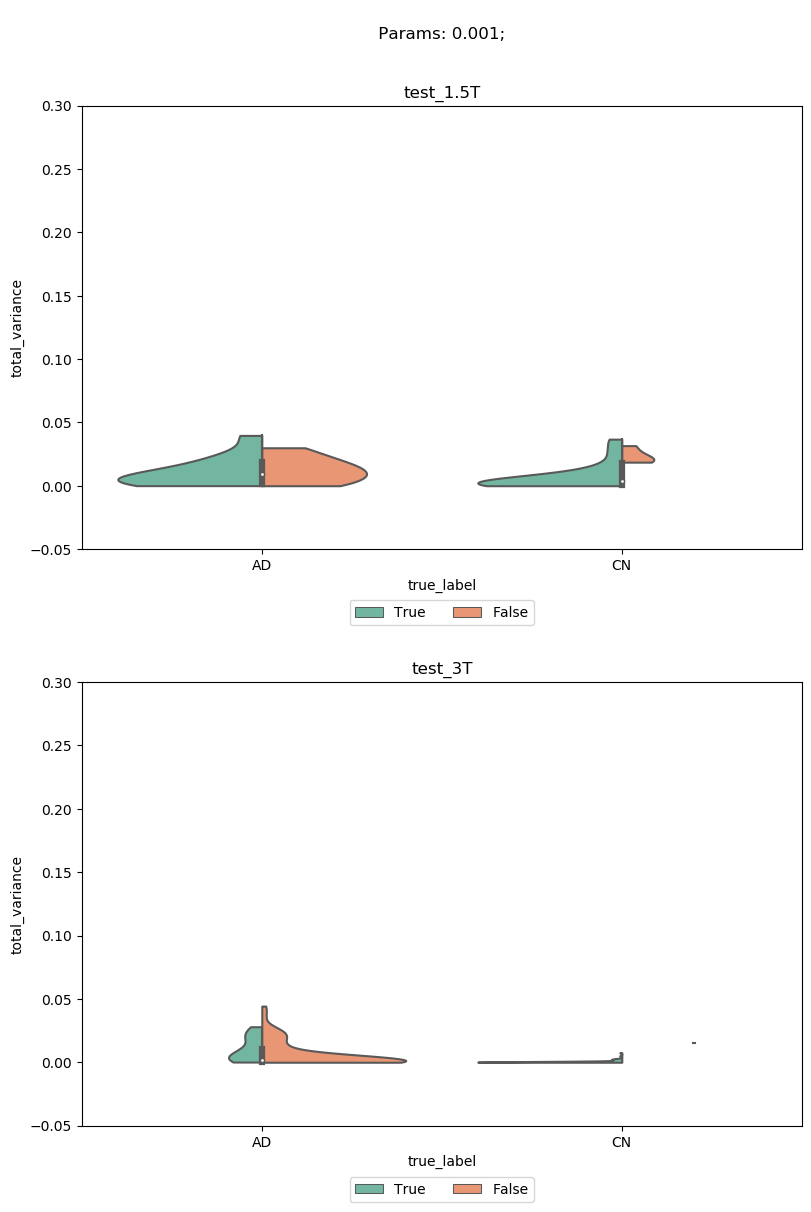 Params: 0.001;
test_1.5T
0.30
0.25
0.20
0.15
0.10
0.05
0.00
−0.05
total_variance
AD CN
true_label
True False
test_3T
0.30
0.25
0.20
0.15
0.10
0.05
0.00
−0.05
total_variance
AD CN
true_label
True False